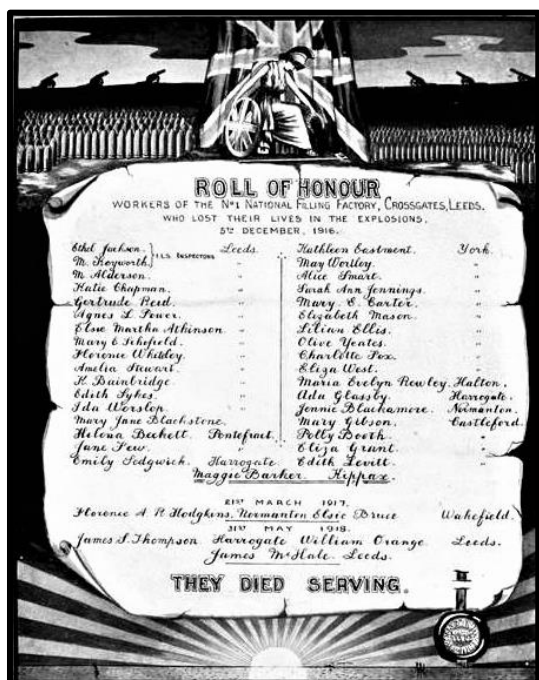 ROLL OF HONOUR
WORKERS OF THE Nº1 NATIONAL FILLING FACTORY, CROSSGATES, LEEDS.
WHO LOST THEIR LIVES IN THE EXPLOSIONS.
5TH DECEMBER, 1916.
Ethel Jackson. } I.L.S. INSPECTORS Leeds.
M. Keyworth.
M Alderson. "
Katie Chapman. "
Gertrude Reid. "
Agnes L. Power. "
Elsie Martha Atkinson. "
Mary E Schofield. "
Florence Whiteley. "
Amelia Stewart. "
K. Bainbridge. "
Edith Sykes. "
Ida Worslop. "
Mary Jane Blackstone. "
Helena Beckett. Pontefract.
Jane Few. "
Emily Sedgwick. Harrogate
Kathleen Eastment. York.
May Wortley "
Alice Smart. "
Sarah Ann Jennings. "
Mary. E. Carter. "
Elizabeth Mason. "
Lilian Ellis. "
Olive Yeates. "
Charlotte Fox. "
Eliza West. "
Maria Evelyn Rowley. Halton.
Ada Glassby. Harrogate.
Jennie Blackamore. Normanton.
Mary Gibson. Castleford.
Polly Booth. "
Eliza Grant. "
Edith Levitt. "
Maggie Barker. Kippax.
21ST MARCH 1917.
Florence A. R. Hodgkins. Normanton Elsie Bruce Wakefield.
31ST MAY 1918.
James S. Thompson. Harrogate William Orange. Leeds.
James McHale. Leeds.
THEY DIED SERVING.